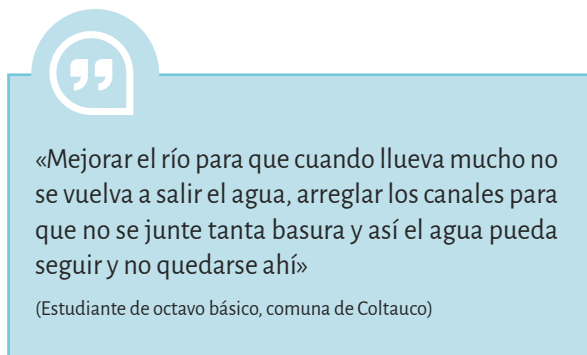 «Mejorar el río para que cuando llueva mucho no
se vuelva a salir el agua, arreglar los canales para
que no se junte tanta basura y así el agua pueda
seguir y no quedarse ahí»
(Estudiante de octavo básico, comuna de Coltauco)